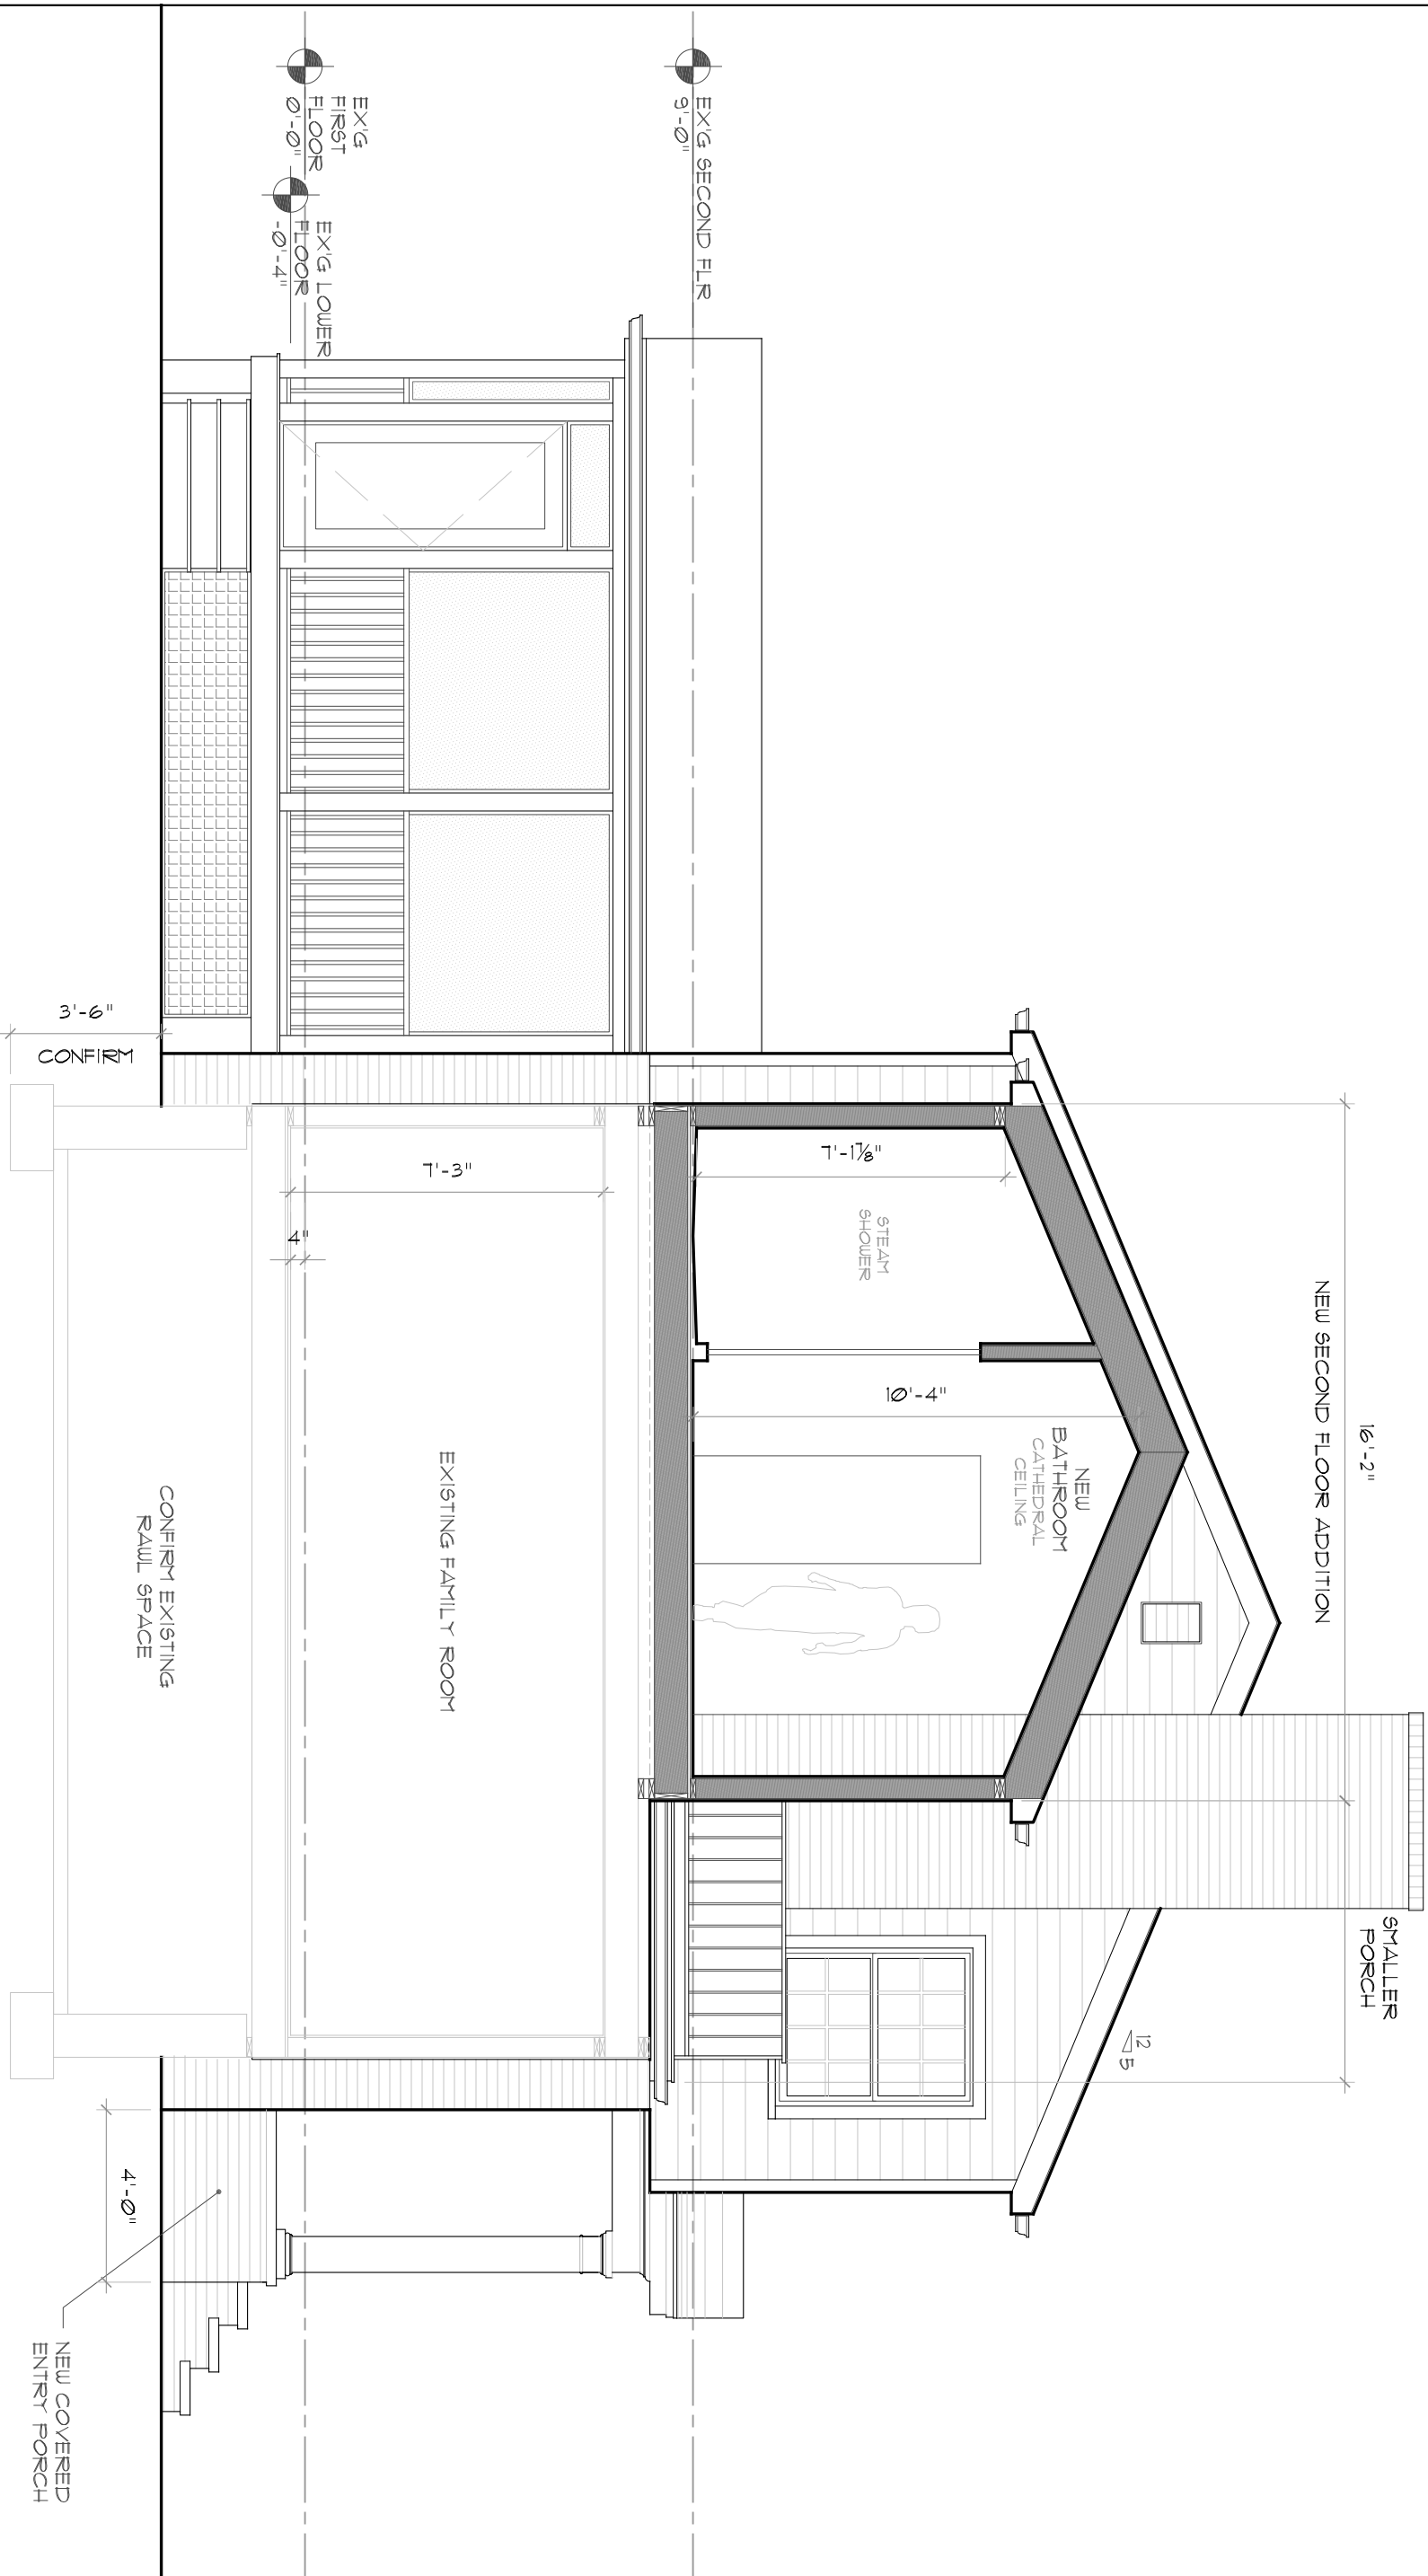 SMALLER
PORCH
16'-2"
NEW SECOND FLOOR ADDITION
12
5
NEW
BATHROOM
CATHEDRAL
CEILING
10'-4"
STEAM
SHOWER
7'-1⅞"
EX'G SECOND FLR
9'-0"
EX'G
FIRST
FLOOR
0'-0"
EX'G LOWER
FLOOR
-0'-4"
7'-3"
4"
EXISTING FAMILY ROOM
CONFIRM EXISTING
RAWL SPACE
3'-6"
CONFIRM
4'-0"
NEW COVERED
ENTRY PORCH